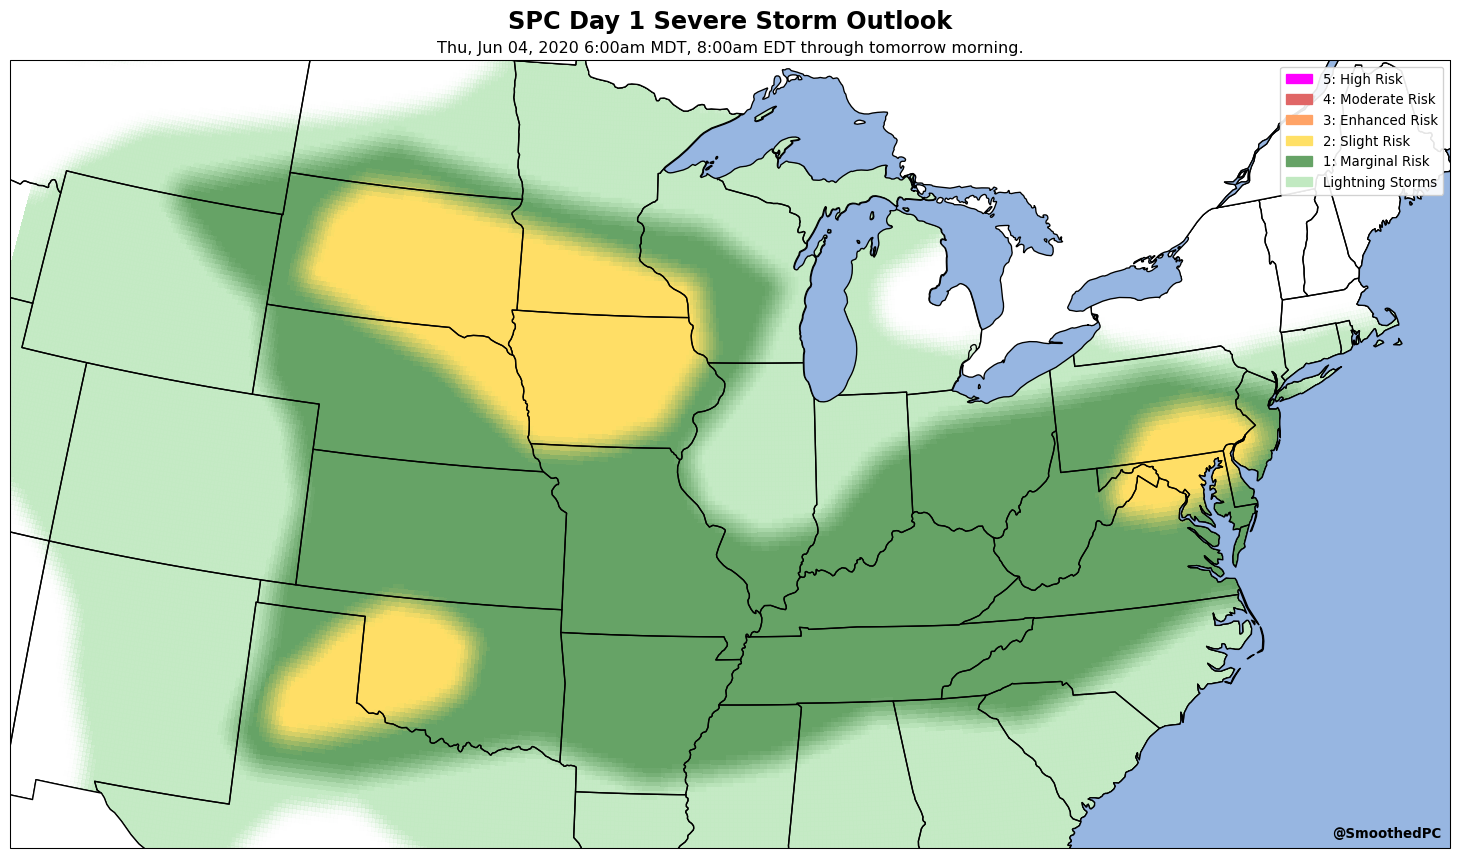 SPC Day 1 Severe Storm Outlook
Thu, Jun 04, 2020 6:00am MDT, 8:00am EDT through tomorrow morning.
5: High Risk
4: Moderate Risk
3: Enhanced Risk
2: Slight Risk
1: Marginal Risk
Lightning Storms
@SmoothedPC